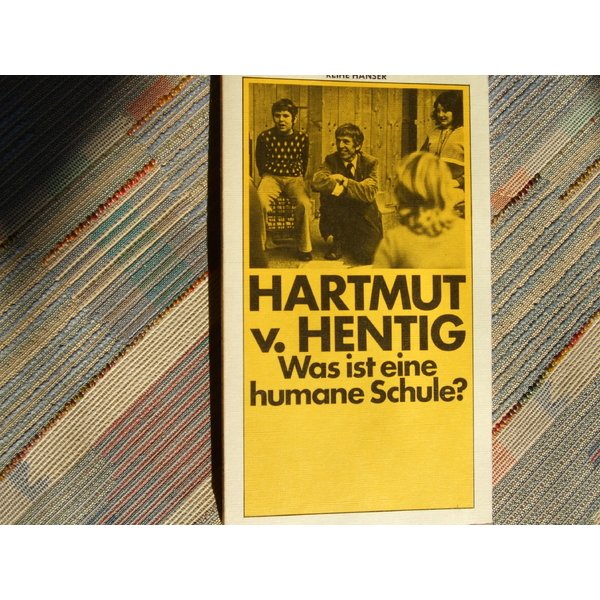 REIHE HANSER
HARTMUT
v. HENTIG
Was ist eine
humane Schule?